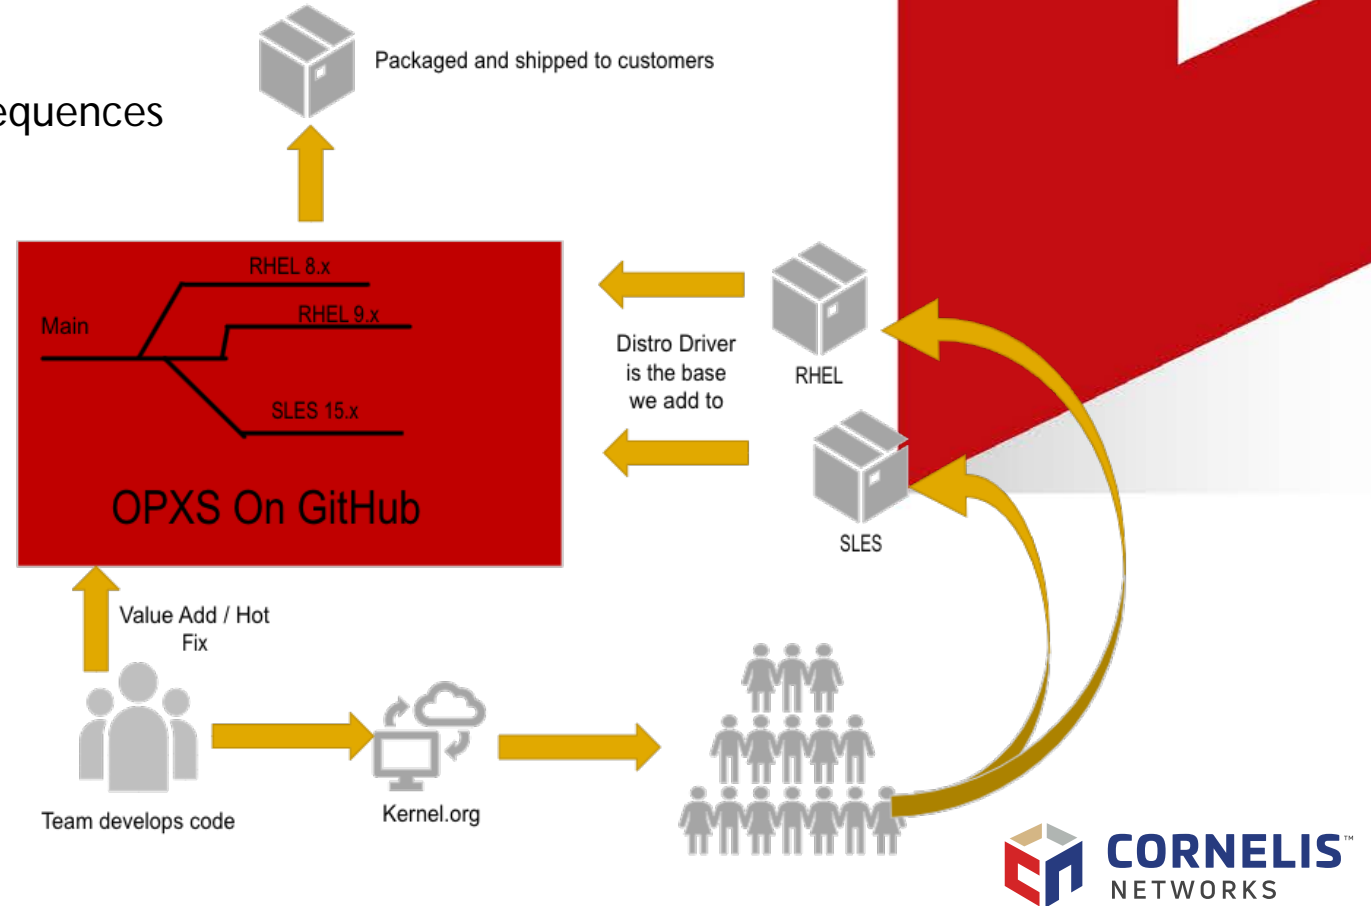 Packaged and shipped to customers
equences
RHEL 8.x
Main
RHEL 9.x
SLES 15.x
OPXS On GitHub
Distro Driver
is the base
we add to
RHEL
SLES
Value Add / Hot
Fix
Team develops code
Kernel.org
CORNELIS™
NETWORKS